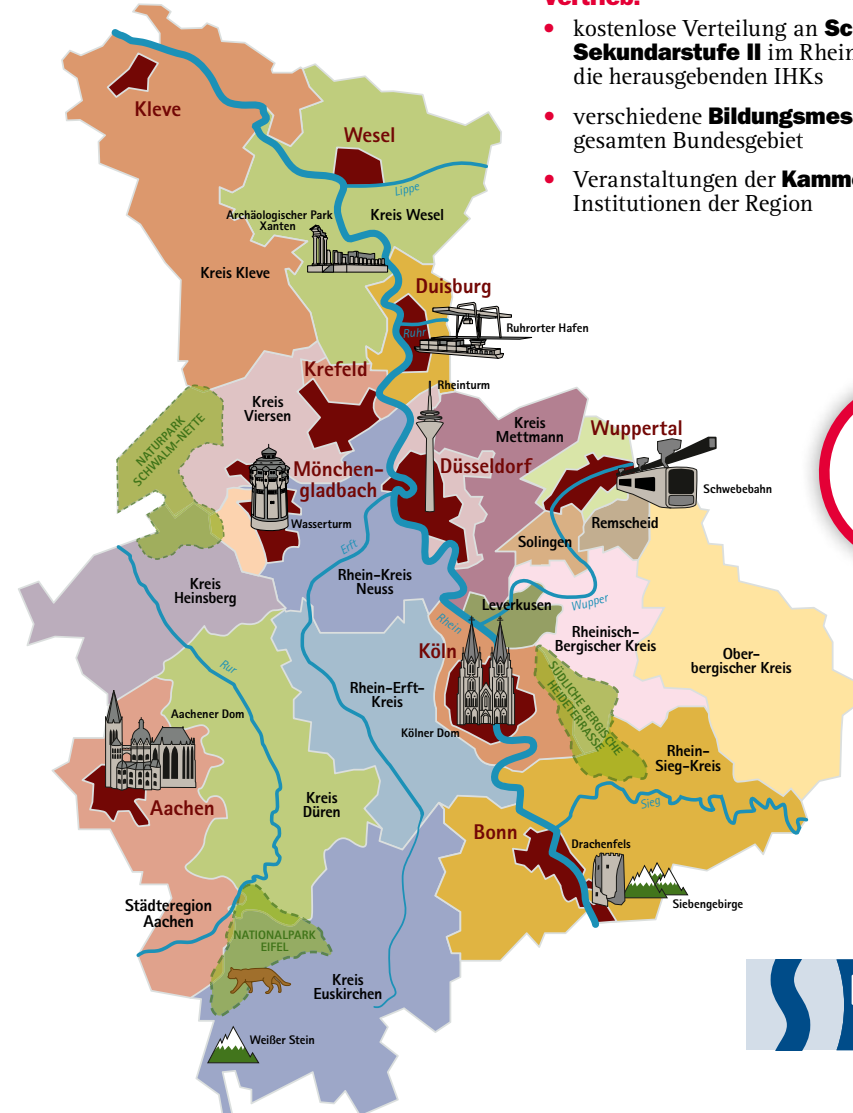 Vertrieb:
• kostenlose Verteilung an Sc
Sekundarstufe II im Rhein
die herausgebenden IHKs
• verschiedene Bildungsmes
gesamten Bundesgebiet
• Veranstaltungen der Kamme
Institutionen der Region
Kleve
Wesel
Lippe
Archäologischer Park
Xanten
Kreis Wesel
Kreis Kleve
Duisburg
Ruhr
Ruhrorter Hafen
Krefeld
Rheinturm
Kreis
Viersen
Kreis
Mettmann
Wuppertal
NATURPARK
SCHWALM-NETTE
Mönchen-
gladbach
Düsseldorf
Schwebebahn
Wasserturm
Remscheid
Solingen
Erft
Rhein-Kreis
Neuss
Kreis
Heinsberg
Leverkusen
Wupper
Rhein
Rheinisch-
Bergischer Kreis
Köln
Ober-
bergischer Kreis
Rur
Rhein-Erft-
Kreis
SÜDLICHE BERGISCHE
HEIDETERRASSE
Aachener Dom
Kölner Dom
Rhein-
Sieg-Kreis
Aachen
Kreis
Düren
Sieg
Bonn
Drachenfels
Siebengebirge
Städteregion
Aachen
NATIONALPARK
EIFEL
Kreis
Euskirchen
Weißer Stein